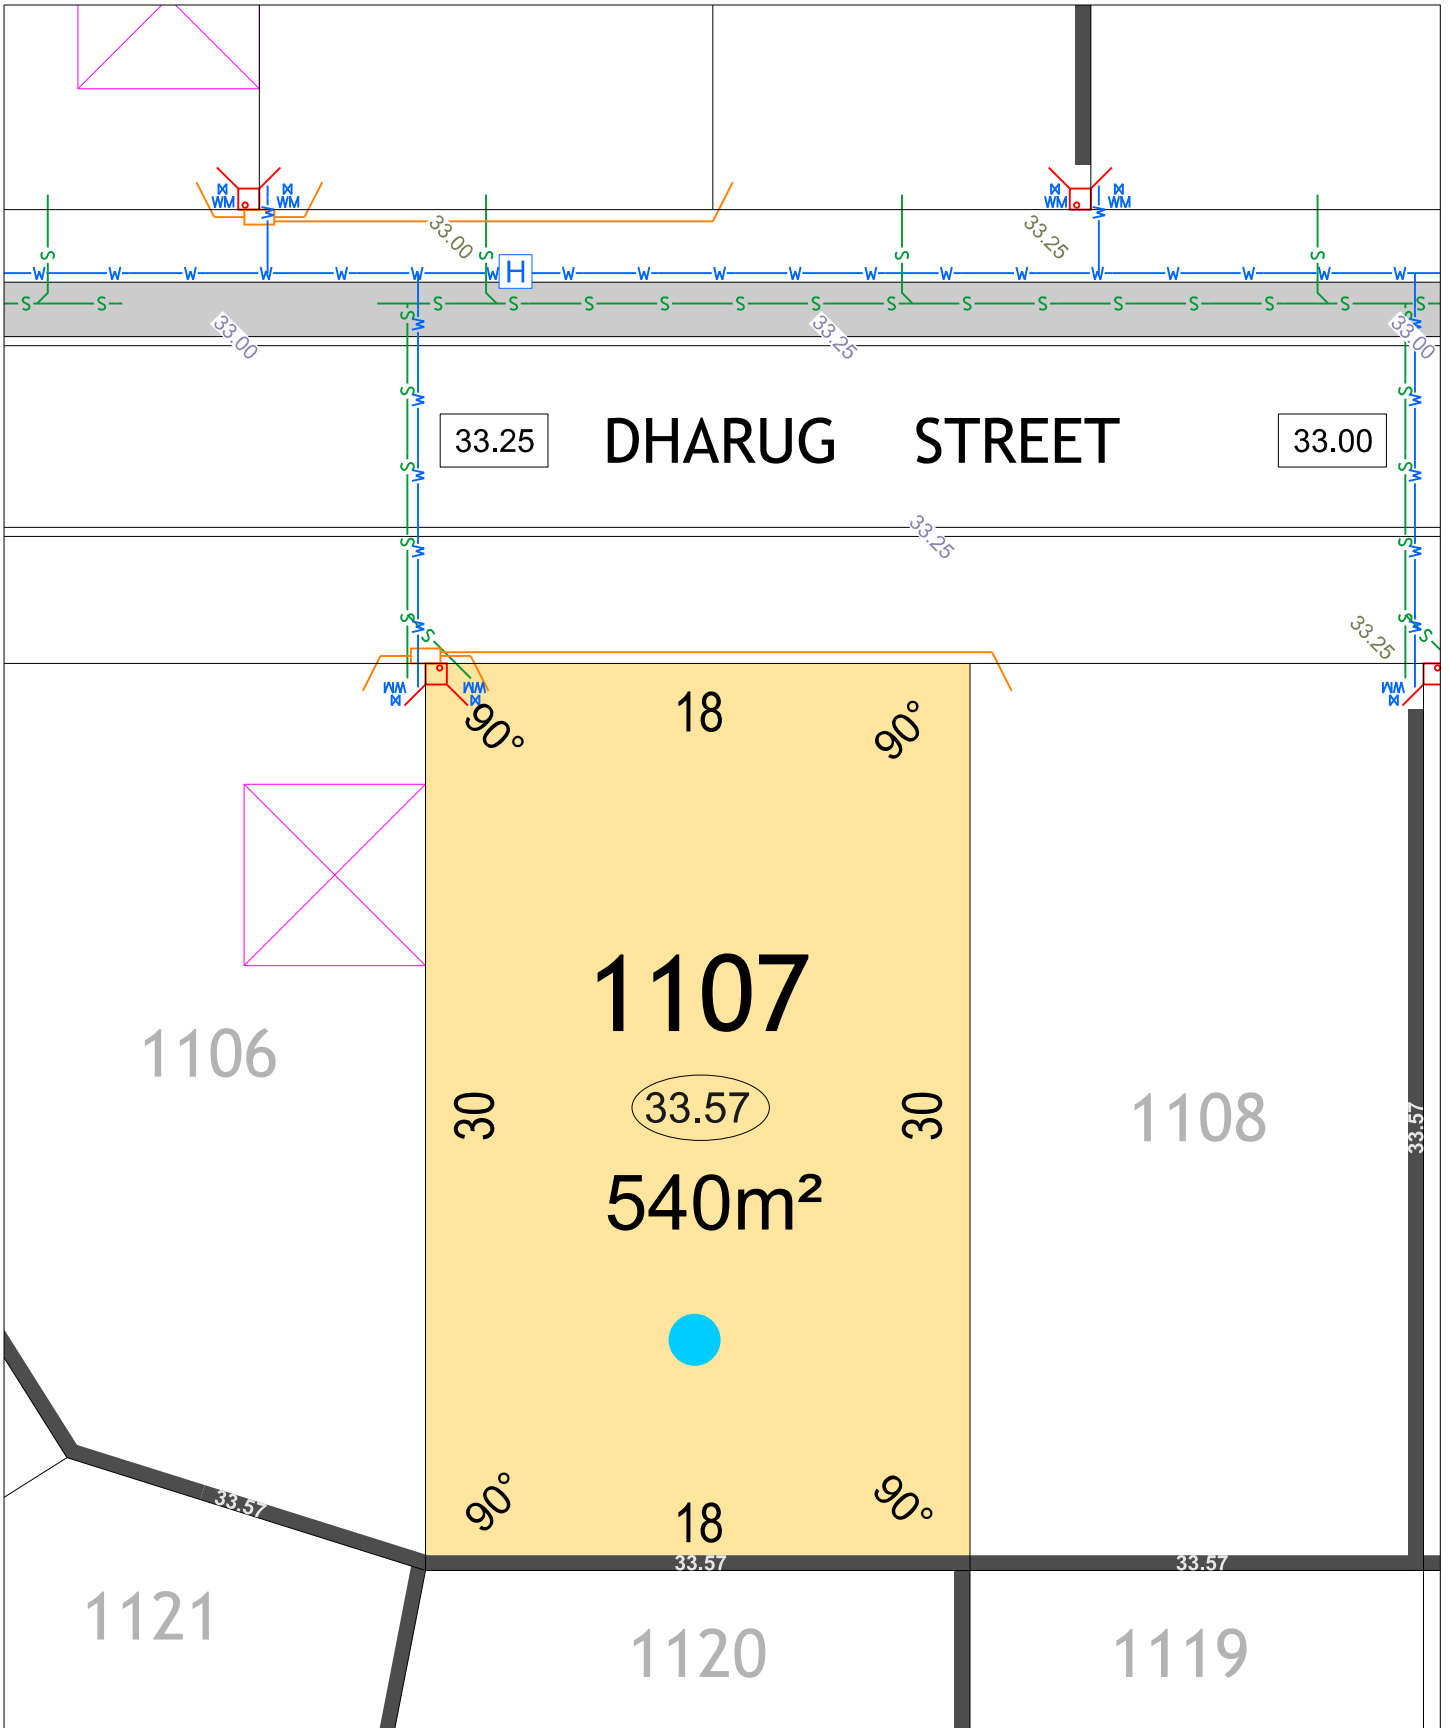 WM WM WM WM
33.00 33.25
W W W W
S S S S
W W W W W W H W W W W W W W W W W W W
S S S S S S S S S S S S S S S S
33.00 33.25 33.00
S W S W
S W S W
33.25 DHARUG STREET 33.00
S W S W
S W 33.25 S W
S W S 33.25 S W S
WM WM WM
90° 18 90°
1107
1106
30 33.57 30 1108 33.57
540m²
90° 18 90°
33.57 33.57 33.57
1121 1120 1119